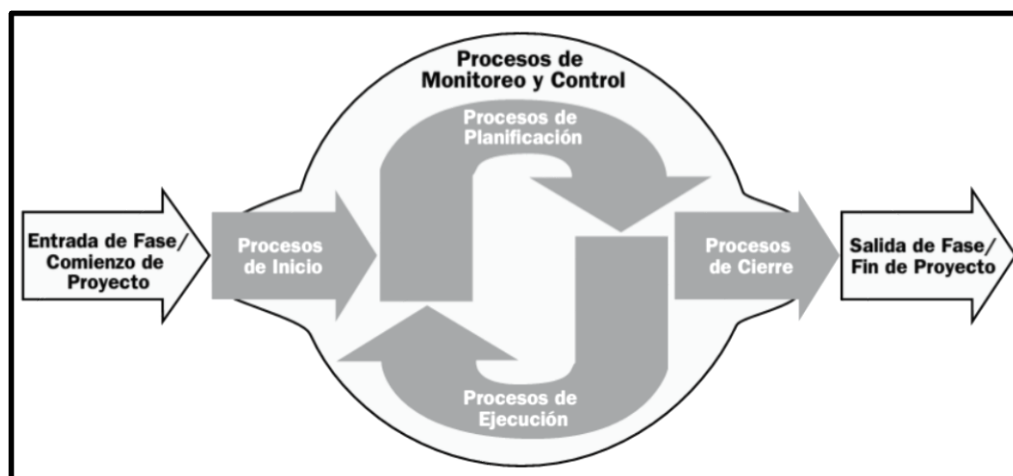 Procesos de
Monitoreo y Control
Procesos de
Planificación
Entrada de Fase/
Comienzo de
Proyecto
Procesos
de Inicio
Procesos
de Cierre
Salida de Fase/
Fin de Proyecto
Procesos de
Ejecución